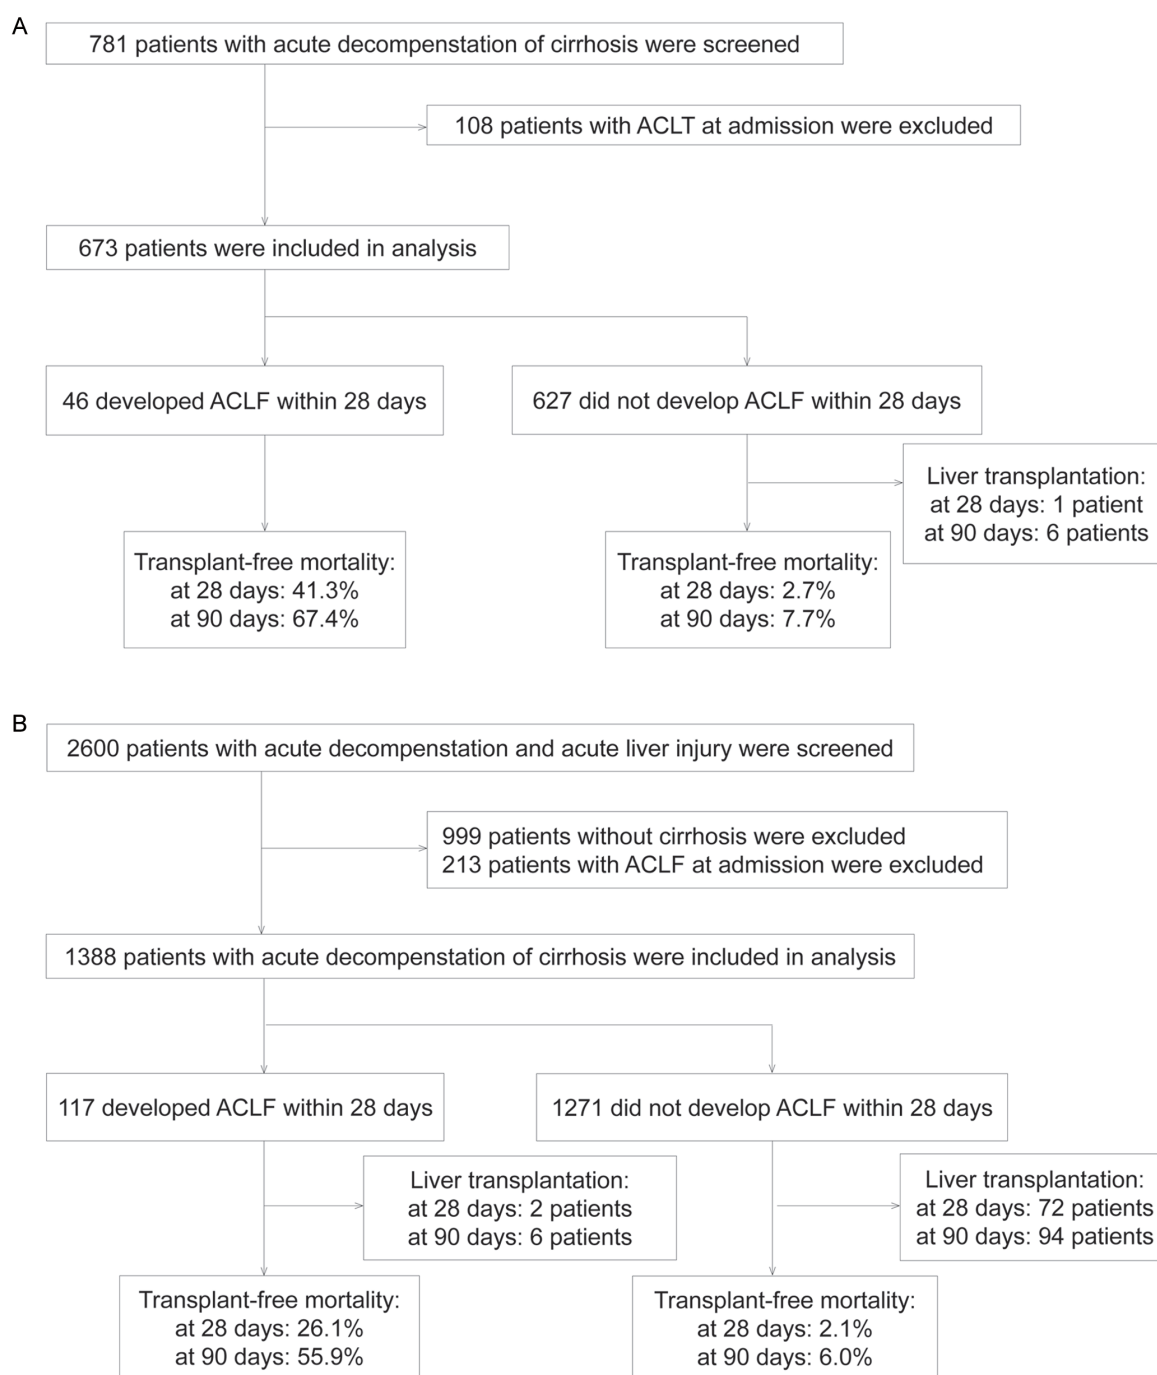 A
781 patients with acute decompenstation of cirrhosis were screened
108 patients with ACLT at admission were excluded
673 patients were included in analysis
46 developed ACLF within 28 days
627 did not develop ACLF within 28 days
Liver transplantation:
at 28 days: 1 patient
at 90 days: 6 patients
Transplant-free mortality:
at 28 days: 41.3%
at 90 days: 67.4%
Transplant-free mortality:
at 28 days: 2.7%
at 90 days: 7.7%
B
2600 patients with acute decompenstation and acute liver injury were screened
999 patients without cirrhosis were excluded
213 patients with ACLF at admission were excluded
1388 patients with acute decompenstation of cirrhosis were included in analysis
117 developed ACLF within 28 days
1271 did not develop ACLF within 28 days
Liver transplantation:
at 28 days: 2 patients
at 90 days: 6 patients
Liver transplantation:
at 28 days: 72 patients
at 90 days: 94 patients
Transplant-free mortality:
at 28 days: 26.1%
at 90 days: 55.9%
Transplant-free mortality:
at 28 days: 2.1%
at 90 days: 6.0%